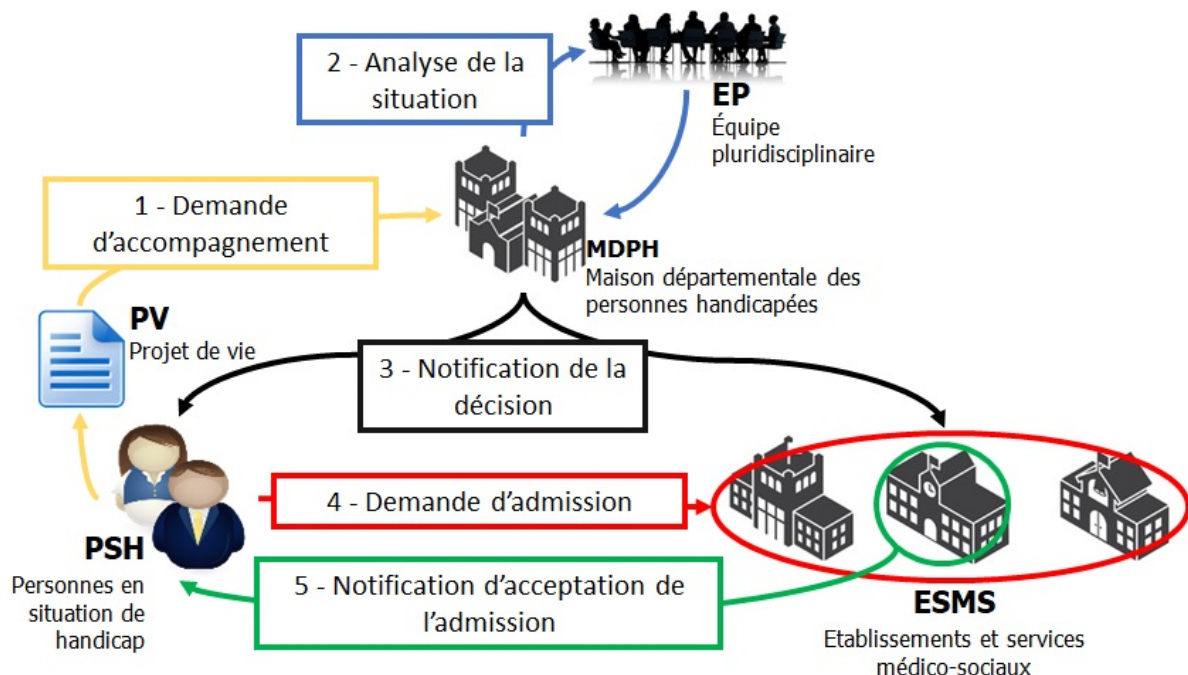 2 - Analyse de la
situation
EP
Équipe
pluridisciplinaire
1 - Demande
d’accompagnement
MDPH
Maison départementale des
personnes handicapées
PV
Projet de vie
3 - Notification de la
décision
4 - Demande d’admission
PSH
Personnes en
situation de
handicap
5 - Notification d’acceptation de
l’admission
ESMS
Etablissements et services
médico-sociaux